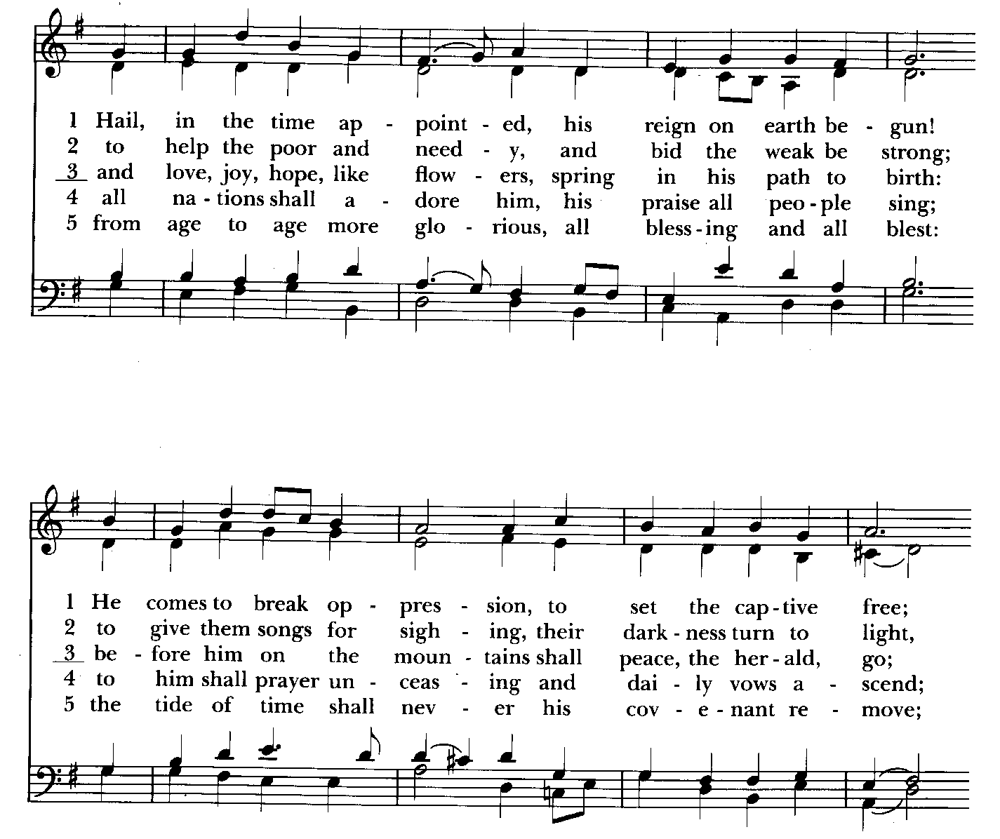 1 Hail, in the time ap - point - ed, his reign on earth be - gun!
2 to help the poor and need - y, and bid the weak be strong;
3 and love, joy, hope, like flow - ers, spring in his path to birth:
4 all na - tions shall a - dore him, his praise all peo - ple sing;
5 from age to age more glo - rious, all bless - ing and all blest:
1 He comes to break op - pres - sion, to set the cap - tive free;
2 to give them songs for sigh - ing, their dark - ness turn to light,
3 be - fore him on the moun - tains shall peace, the her - ald, go;
4 to him shall prayer un - ceas - ing and dai - ly vows a - scend;
5 the tide of time shall nev - er his cov - e - nant re - move;